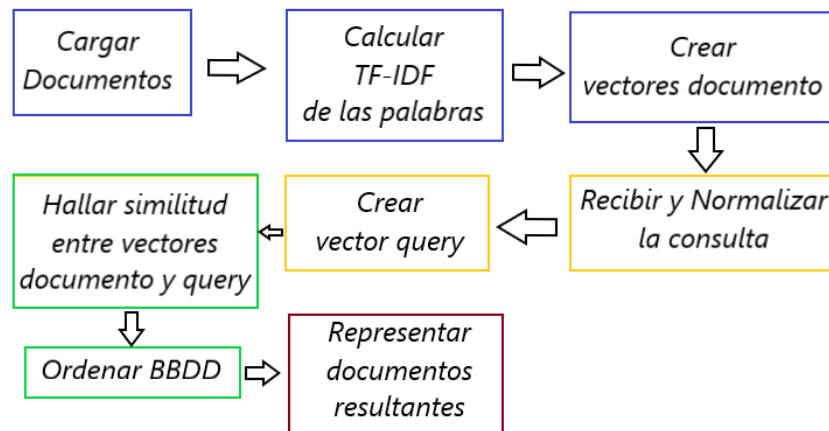 Cargar
Documentos
Calcular
TF-IDF
de las palabras
Crear
vectores documento
Recibir y Normalizar
la consulta
Crear
vector query
Hallar similitud
entre vectores
documento y query
Ordenar BBDD
Representar
documentos
resultantes